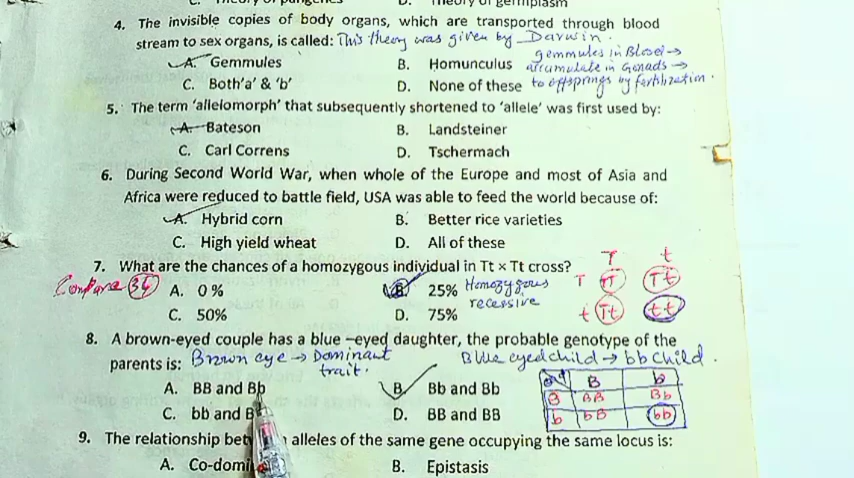 C. Theory of pangenes D. Theory of germplasm
4. The invisible copies of body organs, which are transported through blood
stream to sex organs, is called: This theory was given by Darwin.
A. Gemmules B. Homunculus gemmules in Blood →
accumulate in Gonads →
C. Both'a' & 'b' D. None of these to offsprings by fertilization.
5. The term 'allelomorph' that subsequently shortened to 'allele' was first used by:
A. Bateson B. Landsteiner
C. Carl Correns D. Tschermach
6. During Second World War, when whole of the Europe and most of Asia and
Africa were reduced to battle field, USA was able to feed the world because of:
A. Hybrid corn B. Better rice varieties
C. High yield wheat D. All of these
7. What are the chances of a homozygous individual in Tt × Tt cross? T t
Compare 34 A. 0 % B. 25% Homozygous T TT Tt
C. 50% D. 75% recessive t Tt tt
8. A brown-eyed couple has a blue –eyed daughter, the probable genotype of the
parents is: Brown eye → Dominant trait. Blue eyed child → bb child.
A. BB and Bb B. Bb and Bb B b
B BB Bb
C. bb and B D. BB and BB b bB bb
9. The relationship bet alleles of the same gene occupying the same locus is:
A. Co-domi B. Epistasis